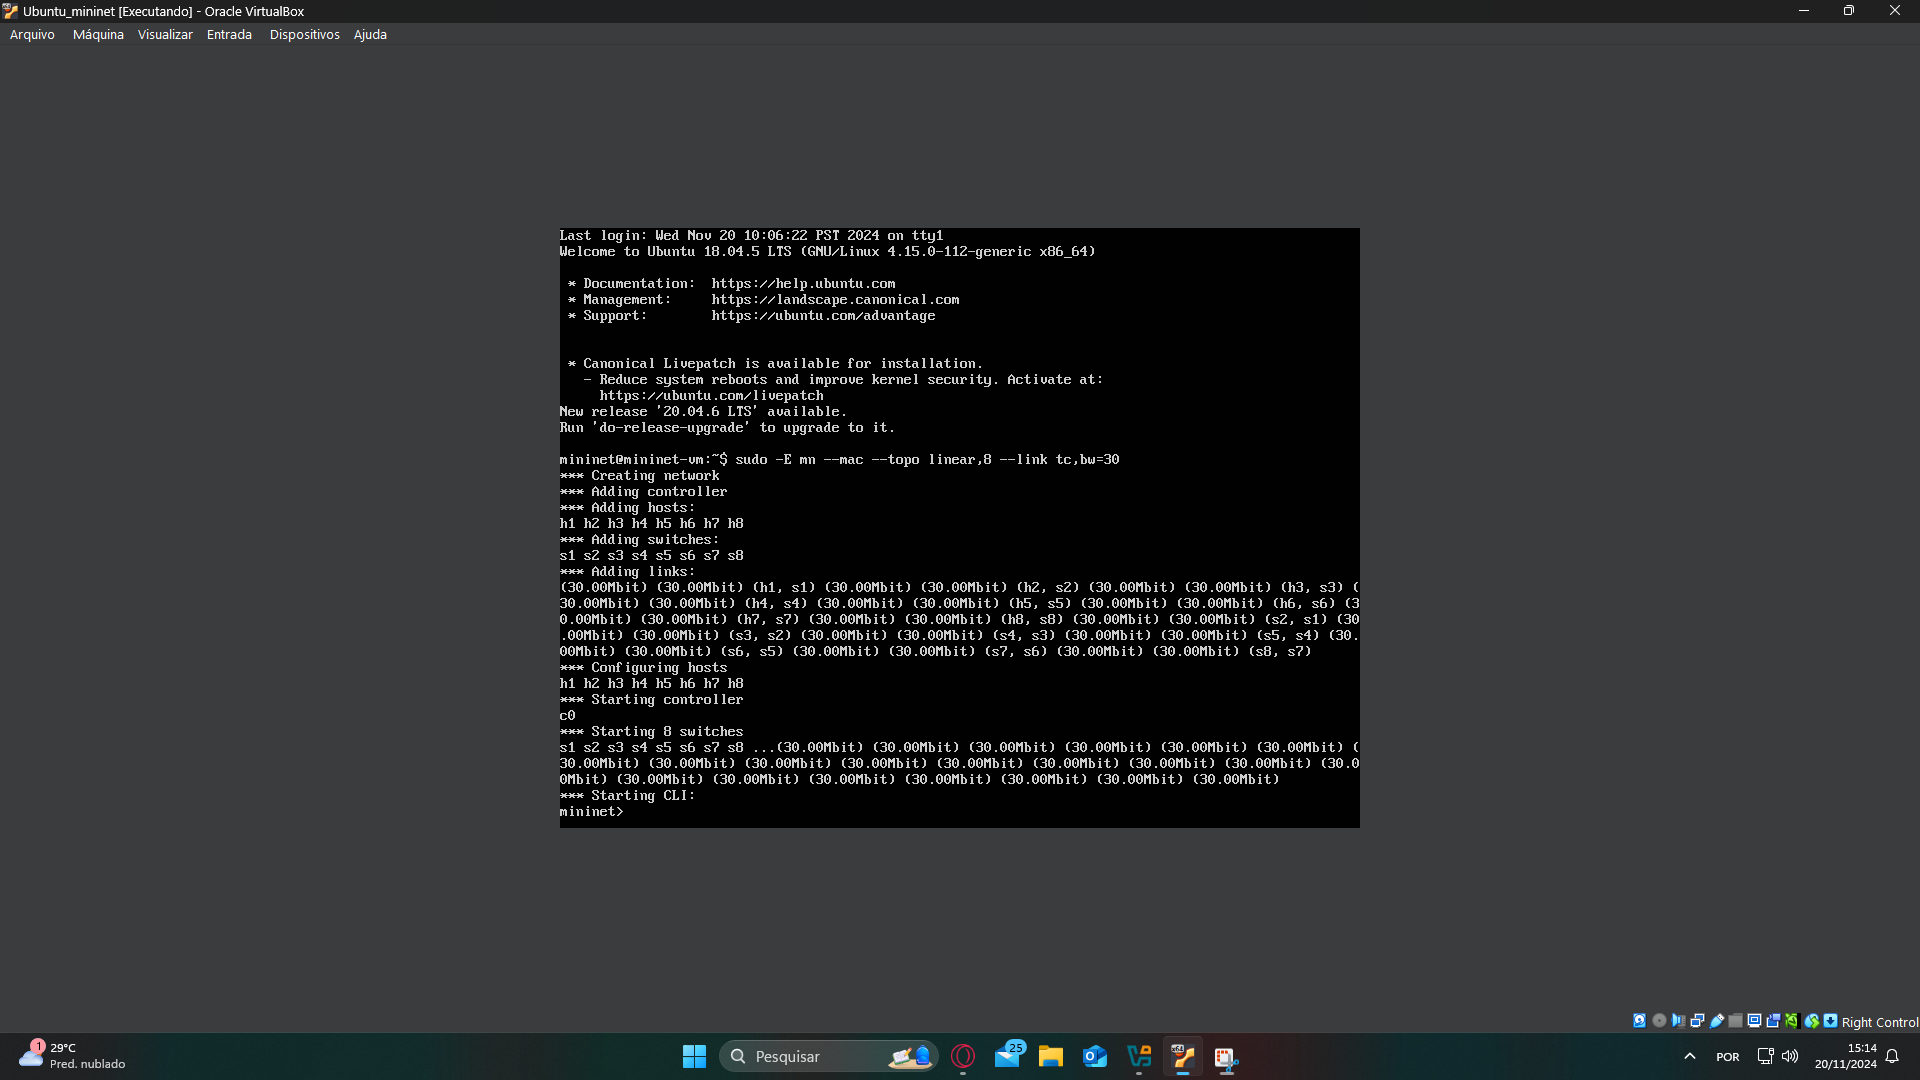 Ubuntu_mininet [Executando] - Oracle VirtualBox
Arquivo Máquina Visualizar Entrada Dispositivos Ajuda
Last login: Wed Nov 20 10:06:22 PST 2024 on tty1
Welcome to Ubuntu 18.04.5 LTS (GNU/Linux 4.15.0-112-generic x86_64)
* Documentation:  https://help.ubuntu.com
* Management:     https://landscape.canonical.com
* Support:        https://ubuntu.com/advantage
* Canonical Livepatch is available for installation.
- Reduce system reboots and improve kernel security. Activate at:
https://ubuntu.com/livepatch
New release '20.04.6 LTS' available.
Run 'do-release-upgrade' to upgrade to it.
mininet@mininet-vm:~$ sudo -E mn --mac --topo linear,8 --link tc,bw=30
*** Creating network
*** Adding controller
*** Adding hosts:
h1 h2 h3 h4 h5 h6 h7 h8
*** Adding switches:
s1 s2 s3 s4 s5 s6 s7 s8
*** Adding links:
(30.00Mbit) (30.00Mbit) (h1, s1) (30.00Mbit) (30.00Mbit) (h2, s2) (30.00Mbit) (30.00Mbit) (h3, s3) (
30.00Mbit) (30.00Mbit) (h4, s4) (30.00Mbit) (30.00Mbit) (h5, s5) (30.00Mbit) (30.00Mbit) (h6, s6) (3
0.00Mbit) (30.00Mbit) (h7, s7) (30.00Mbit) (30.00Mbit) (h8, s8) (30.00Mbit) (30.00Mbit) (s2, s1) (30
.00Mbit) (30.00Mbit) (s3, s2) (30.00Mbit) (30.00Mbit) (s4, s3) (30.00Mbit) (30.00Mbit) (s5, s4) (30.
00Mbit) (30.00Mbit) (s6, s5) (30.00Mbit) (30.00Mbit) (s7, s6) (30.00Mbit) (30.00Mbit) (s8, s7)
*** Configuring hosts
h1 h2 h3 h4 h5 h6 h7 h8
*** Starting controller
c0
*** Starting 8 switches
s1 s2 s3 s4 s5 s6 s7 s8 ...(30.00Mbit) (30.00Mbit) (30.00Mbit) (30.00Mbit) (30.00Mbit) (30.00Mbit) (
30.00Mbit) (30.00Mbit) (30.00Mbit) (30.00Mbit) (30.00Mbit) (30.00Mbit) (30.00Mbit) (30.00Mbit) (30.0
0Mbit) (30.00Mbit) (30.00Mbit) (30.00Mbit) (30.00Mbit) (30.00Mbit) (30.00Mbit) (30.00Mbit)
*** Starting CLI:
mininet>
Right Control
1
29°C
Pred. nublado
Pesquisar
25
POR
15:14
20/11/2024